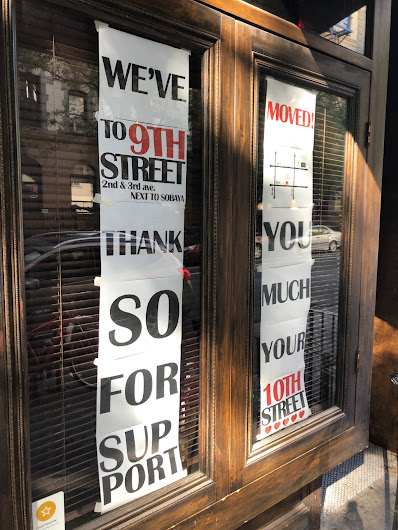 WE'VE MOVED!
TO 9TH
STREET
2nd & 3rd ave.
NEXT TO SOBAYA
THANK YOU
SO MUCH
FOR YOUR
SUP
PORT.
10TH
STREET